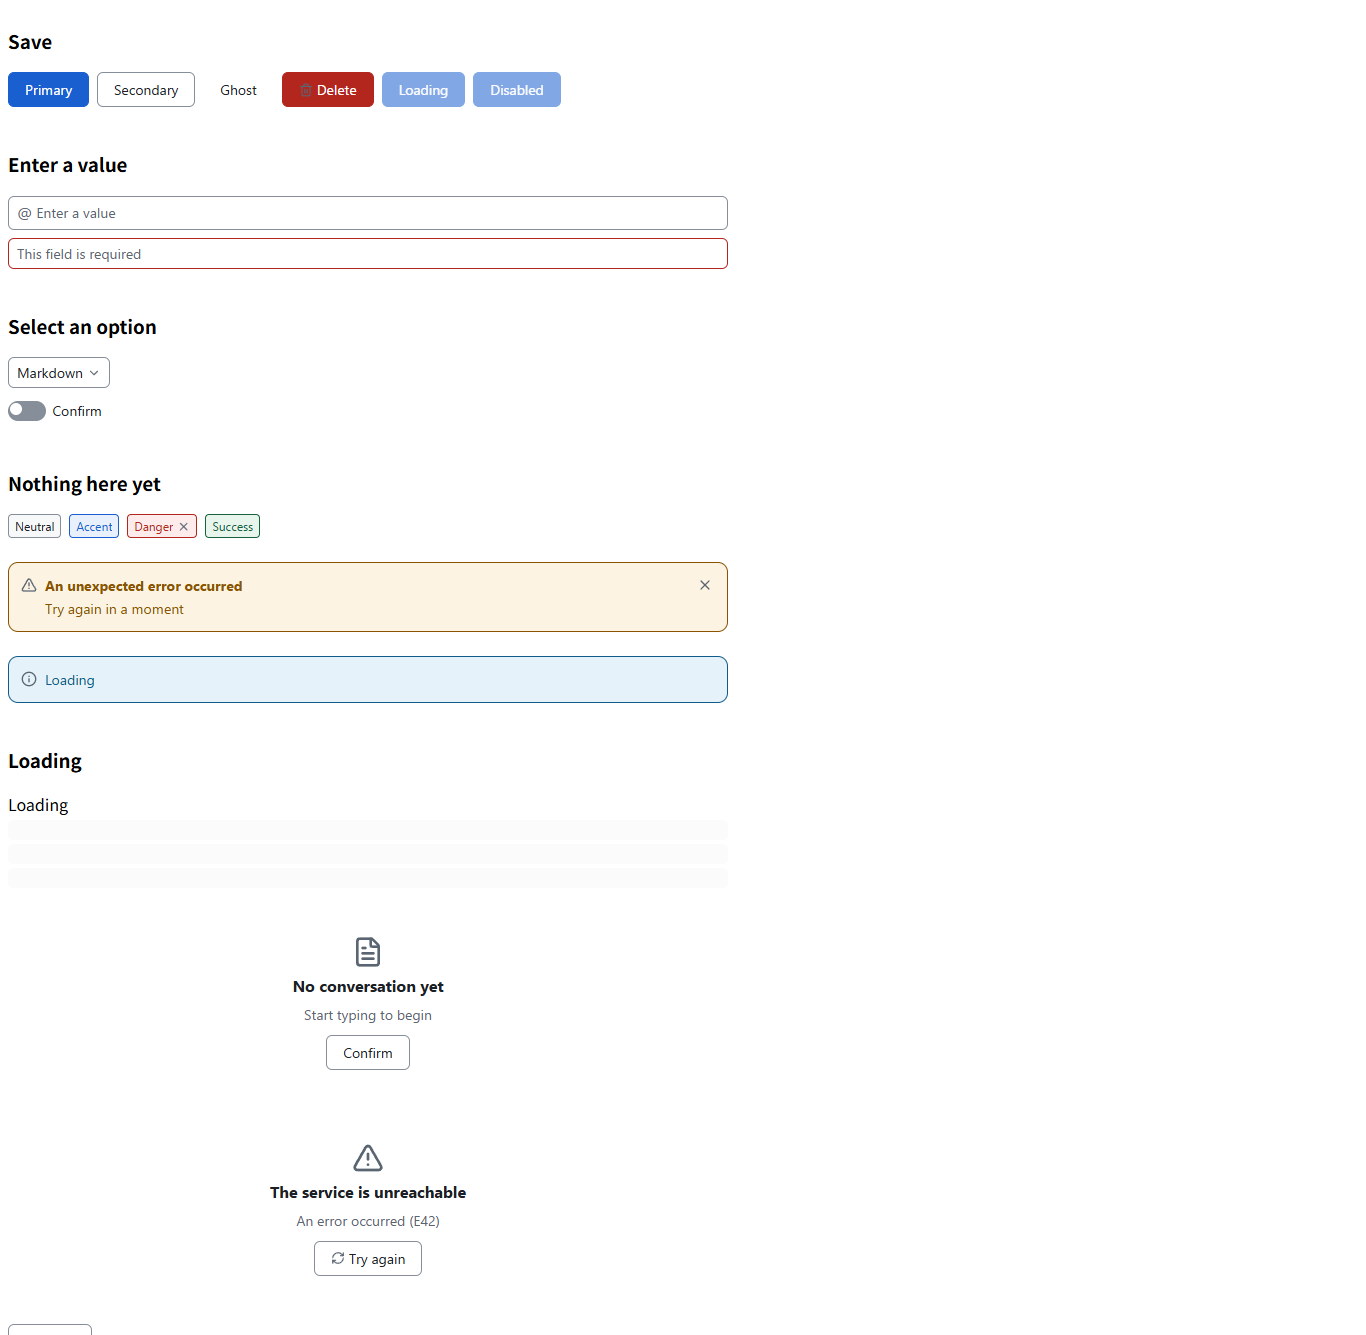 Save
Primary Secondary Ghost Delete Loading Disabled
Enter a value
@ Enter a value
This field is required
Select an option
Markdown
Confirm
Nothing here yet
Neutral Accent Danger Success
An unexpected error occurred
Try again in a moment
Loading
Loading
Loading
No conversation yet
Start typing to begin
Confirm
The service is unreachable
An error occurred (E42)
Try again